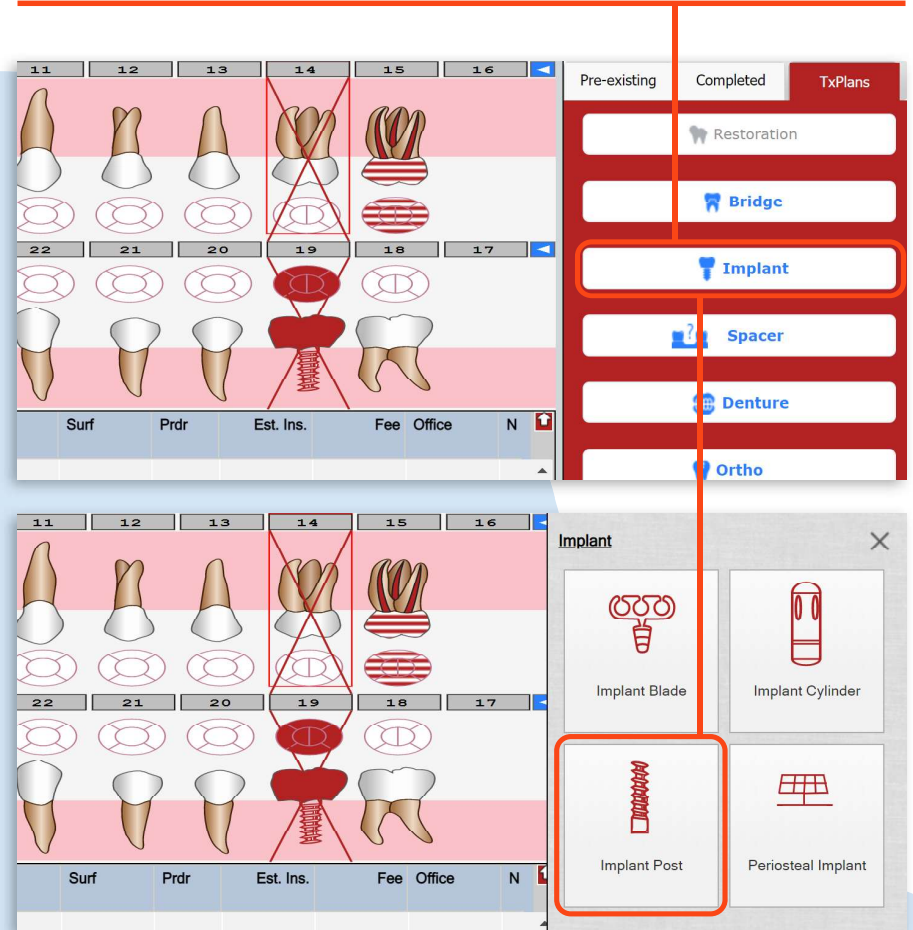 11 12 13 14 15 16
Pre-existing Completed TxPlans
Restoration
Bridge
22 21 20 19 18 17
Implant
?
Spacer
Denture
Surf Prdr Est. Ins. Fee Office N
Ortho
11 12 13 14 15 16
Implant
Implant Blade Implant Cylinder
22 21 20 19 18 17
Implant Post Periosteal Implant
Surf Prdr Est. Ins. Fee Office N